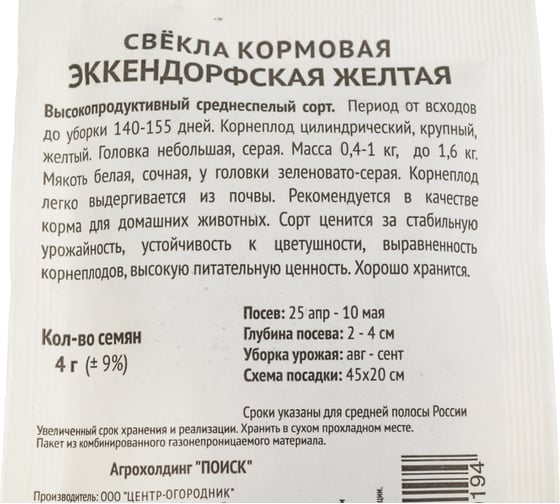 СВЁКЛА КОРМОВАЯ
ЭККЕНДОРФСКАЯ ЖЕЛТАЯ
Высокопродуктивный среднеспелый сорт. Период от всходов
до уборки 140-155 дней. Корнеплод цилиндрический, крупный,
желтый. Головка небольшая, серая. Масса 0,4-1 кг, до 1,6 кг.
Мякоть белая, сочная, у головки зеленовато-серая. Корнеплод
легко выдергивается из почвы. Рекомендуется в качестве
корма для домашних животных. Сорт ценится за стабильную
урожайность, устойчивость к цветушности, выравненность
корнеплодов, высокую питательную ценность. Хорошо хранится.
Кол-во семян
4 г (± 9%)
Посев: 25 апр - 10 мая
Глубина посева: 2 - 4 см
Уборка урожая: авг - сент
Схема посадки: 45х20 см
Сроки указаны для средней полосы России
Увеличенный срок хранения и реализации. Хранить в сухом прохладном месте.
Пакет из комбинированного газонепроницаемого материала.
Агрохолдинг "ПОИСК"
Производитель: ООО "ЦЕНТР-ОГОРОДНИК"